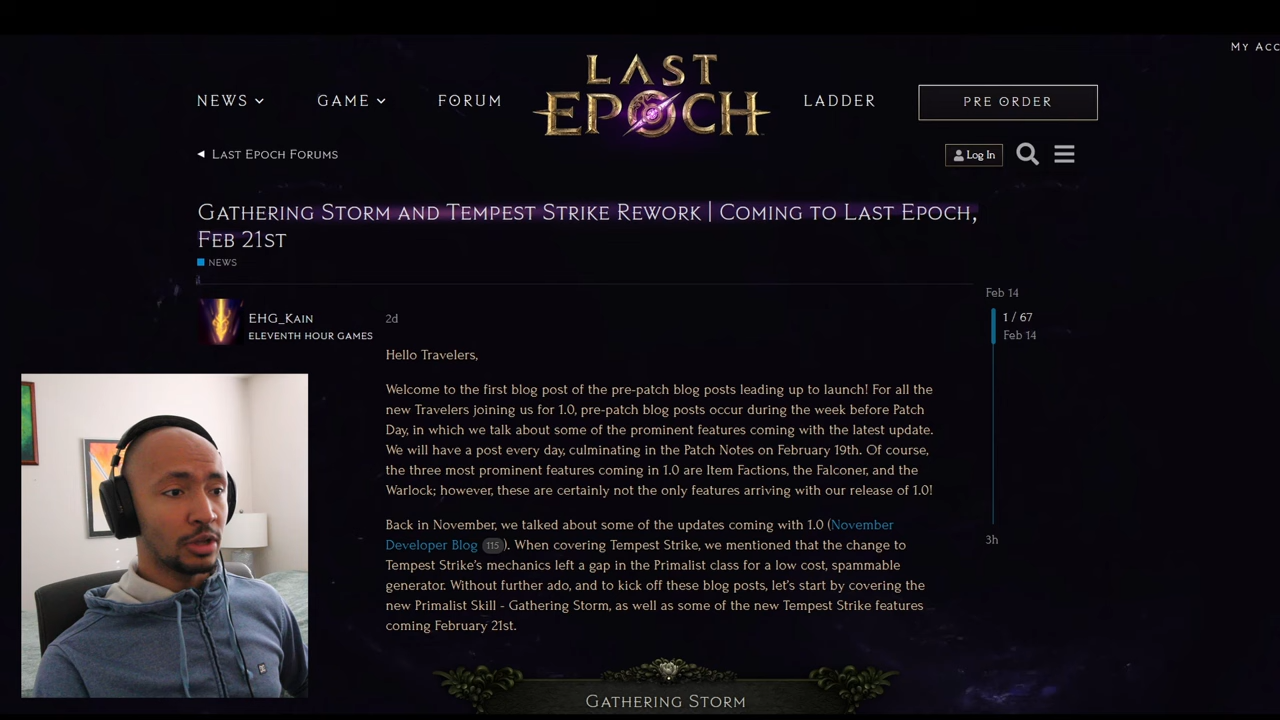 My Acc
LAST
EPOCH
NEWS
GAME
FORUM
LADDER
PRE ORDER
Last Epoch Forums
Log In
Gathering Storm and Tempest Strike Rework | Coming to Last Epoch,
Feb 21st
NEWS
EHG_Kain
ELEVENTH HOUR GAMES
2d
Feb 14
1 / 67
Feb 14
3h
Hello Travelers,
Welcome to the first blog post of the pre-patch blog posts leading up to launch! For all the
new Travelers joining us for 1.0, pre-patch blog posts occur during the week before Patch
Day, in which we talk about some of the prominent features coming with the latest update.
We will have a post every day, culminating in the Patch Notes on February 19th. Of course,
the three most prominent features coming in 1.0 are Item Factions, the Falconer, and the
Warlock; however, these are certainly not the only features arriving with our release of 1.0!
Back in November, we talked about some of the updates coming with 1.0 (November
Developer Blog 115). When covering Tempest Strike, we mentioned that the change to
Tempest Strike's mechanics left a gap in the Primalist class for a low cost, spammable
generator. Without further ado, and to kick off these blog posts, let's start by covering the
new Primalist Skill - Gathering Storm, as well as some of the new Tempest Strike features
coming February 21st.
Gathering Storm